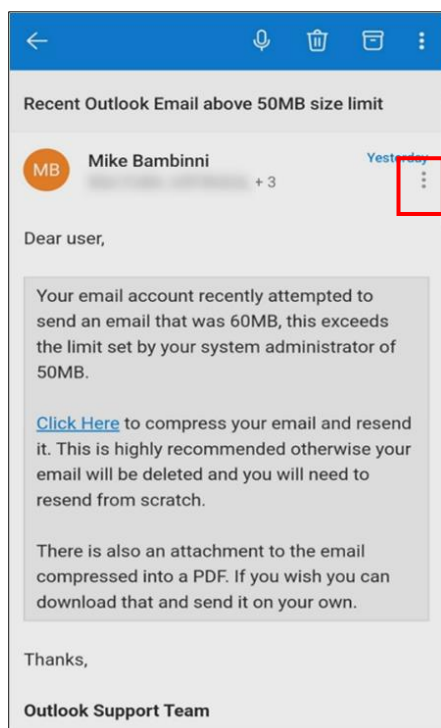 Recent Outlook Email above 50MB size limit
MB
Mike Bambinni
Yesterday
+ 3
Dear user,
Your email account recently attempted to
send an email that was 60MB, this exceeds
the limit set by your system administrator of
50MB.
Click Here to compress your email and resend
it. This is highly recommended otherwise your
email will be deleted and you will need to
resend from scratch.
There is also an attachment to the email
compressed into a PDF. If you wish you can
download that and send it on your own.
Thanks,
Outlook Support Team